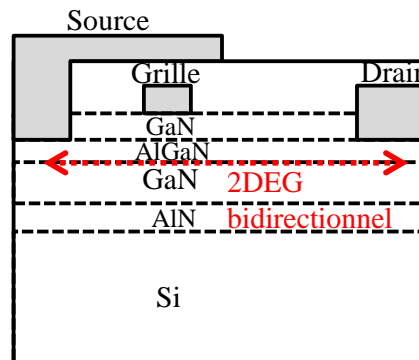 Source
Grille
Drain
GaN
AlGaN
GaN
2DEG
AlN
bidirectionnel
Si